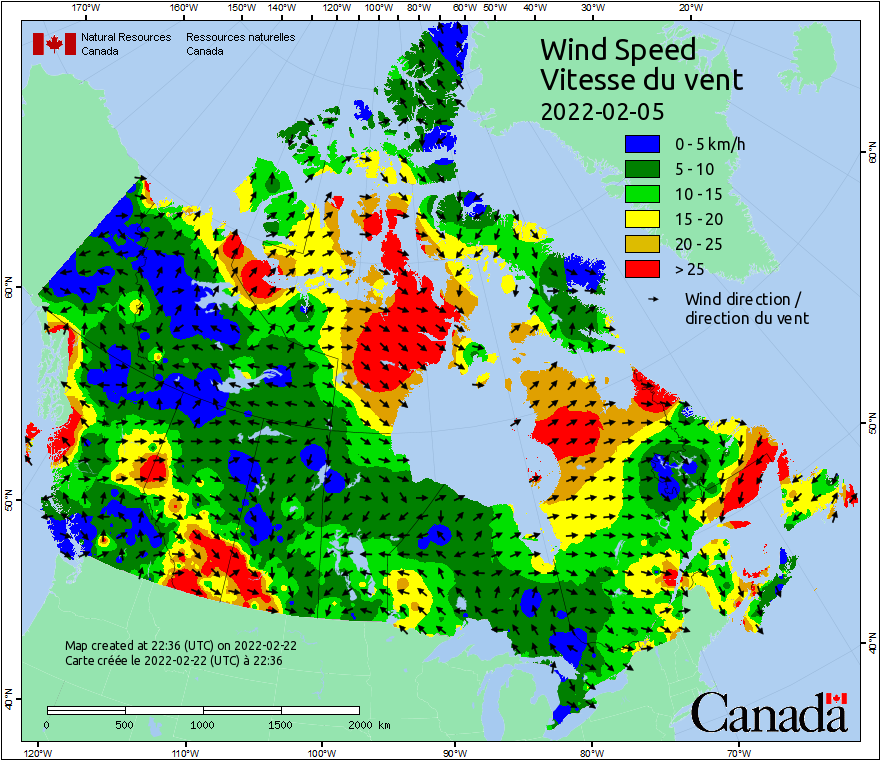 170°W 160°W 150°W 140°W 130°W 120°W 110°W 100°W 90°W 80°W 70°W 60°W 50°W 40°W 30°W 20°W
Natural Resources Ressources naturelles
Canada Canada
Wind Speed
Vitesse du vent
2022-02-05
0 - 5 km/h
5 - 10
10 - 15
15 - 20
20 - 25
> 25
Wind direction /
direction du vent
60°N
60°N
50°N
50°N
40°N
40°N
Map created at 22:36 (UTC) on 2022-02-22
Carte créée le 2022-02-22 (UTC) à 22:36
0 500 1000 1500 2000 km
Canada
120°W 110°W 100°W 90°W 80°W 70°W